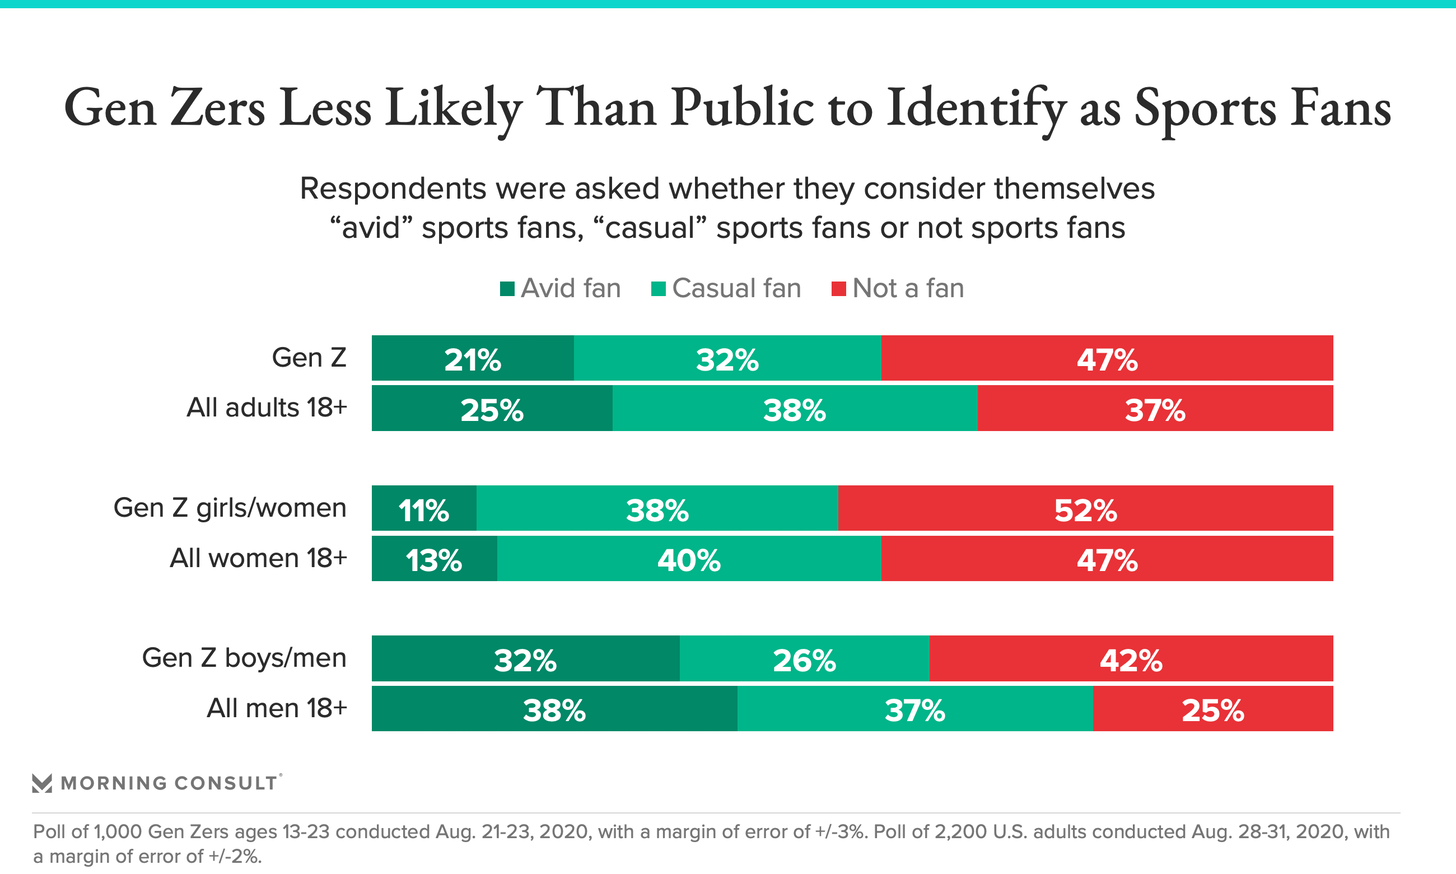 Gen Zers Less Likely Than Public to Identify as Sports Fans
Respondents were asked whether they consider themselves
“avid” sports fans, “casual” sports fans or not sports fans
Avid fan Casual fan Not a fan
Gen Z 21% 32% 47%
All adults 18+ 25% 38% 37%
Gen Z girls/women 11% 38% 52%
All women 18+ 13% 40% 47%
Gen Z boys/men 32% 26% 42%
All men 18+ 38% 37% 25%
MORNING CONSULT®
Poll of 1,000 Gen Zers ages 13-23 conducted Aug. 21-23, 2020, with a margin of error of +/-3%. Poll of 2,200 U.S. adults conducted Aug. 28-31, 2020, with
a margin of error of +/-2%.